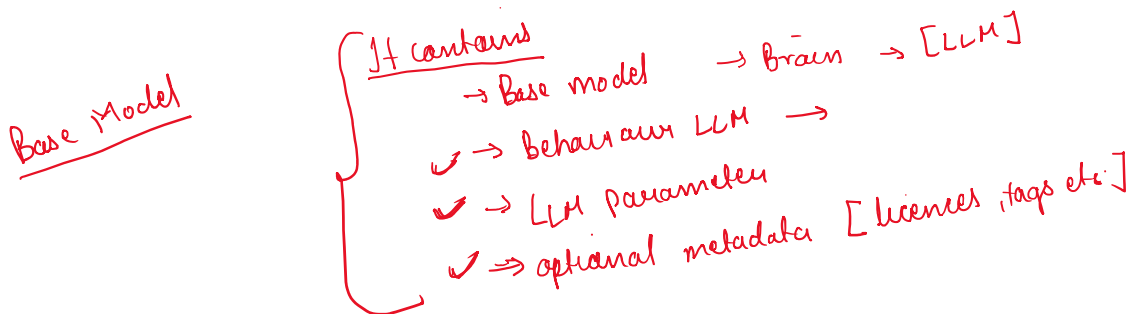 It contains
→ Base model → Brain → [LLM]
Base Model
✓ → Behaviour LLM →
✓ → LLM Parameter
✓ ⇒ optional metadata [licences, tags etc.]